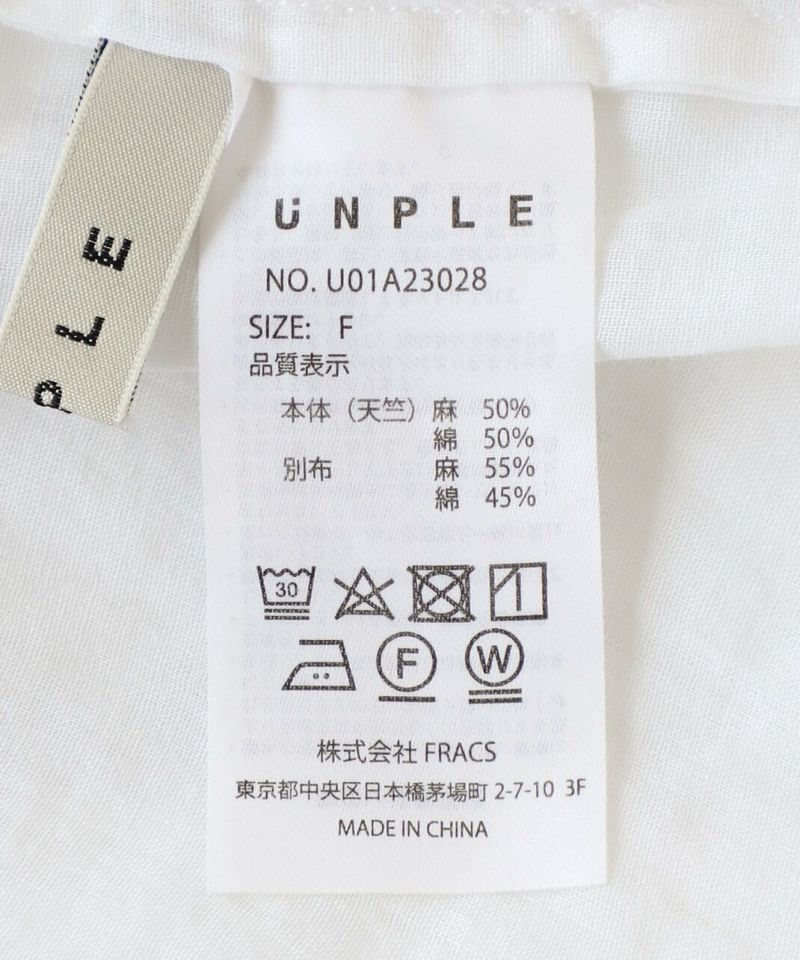 PLE
UNPLE
NO. U01A23028
SIZE: F
品質表示
本体（天竺）麻 50%
綿 50%
別布 麻 55%
綿 45%
30
F W
株式会社 FRACS
東京都中央区日本橋茅場町 2-7-10 3F
MADE IN CHINA